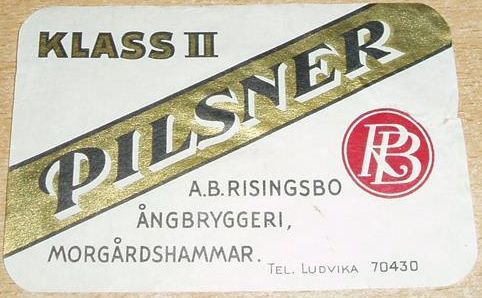 KLASS II
PILSNER
RB
A.B. RISINGSBO
ÅNGBRYGGERI,
MORGÅRDSHAMMAR.
TEL. LUDVIKA 70430